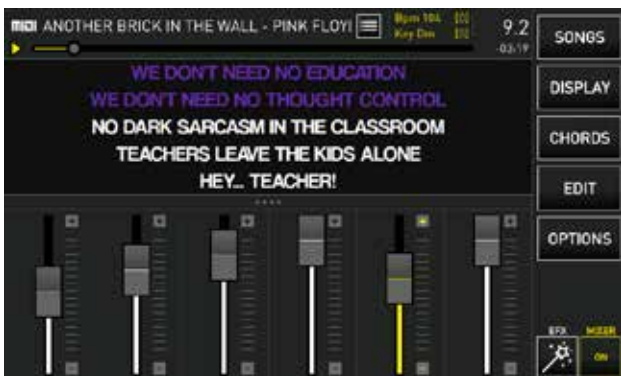 MIDI ANOTHER BRICK IN THE WALL - PINK FLOYI
Bpm 104 [0]
Key Dm [0]
9.2
-03:19
WE DON'T NEED NO EDUCATION
WE DON'T NEED NO THOUGHT CONTROL
NO DARK SARCASM IN THE CLASSROOM
TEACHERS LEAVE THE KIDS ALONE
HEY... TEACHER!
SONGS
DISPLAY
CHORDS
EDIT
OPTIONS
EFX MIXER
ON